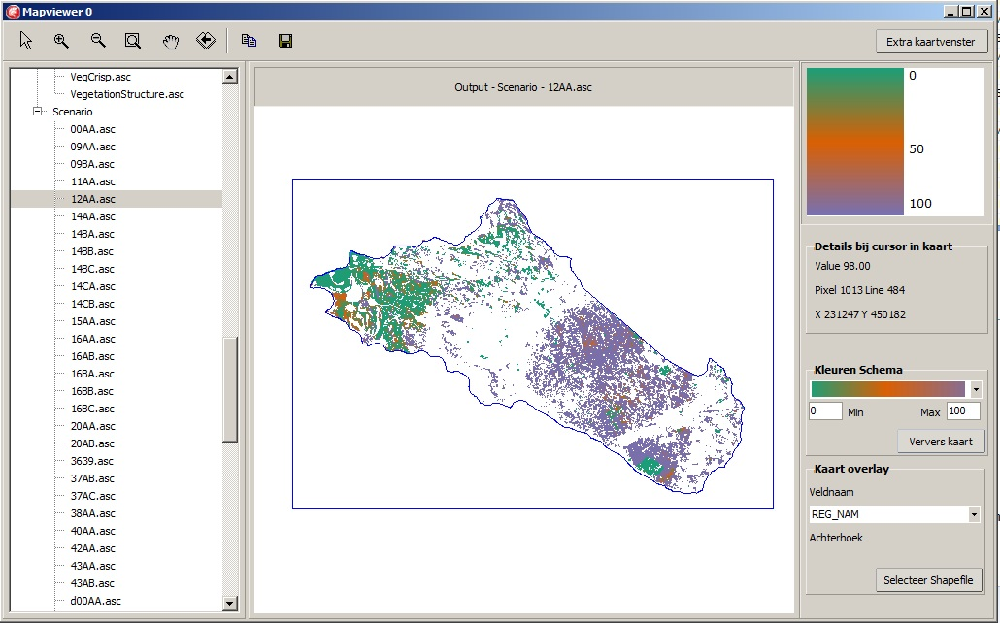 Mapviewer 0
Extra kaartvenster
VegCrisp.asc
VegetationStructure.asc
Scenario
00AA.asc
09AA.asc
09BA.asc
11AA.asc
12AA.asc
14AA.asc
14BA.asc
14BB.asc
14BC.asc
14CA.asc
14CB.asc
15AA.asc
16AA.asc
16AB.asc
16BA.asc
16BB.asc
16BC.asc
20AA.asc
20AB.asc
3639.asc
37AB.asc
37AC.asc
38AA.asc
40AA.asc
42AA.asc
43AA.asc
43AB.asc
d00AA.asc
Output - Scenario - 12AA.asc
0
50
100
Details bij cursor in kaart
Value 98.00
Pixel 1013 Line 484
X 231247 Y 450182
Kleuren Schema
0 Min Max 100
Ververs kaart
Kaart overlay
Veldnaam
REG_NAM
Achterhoek
Selecteer Shapefile